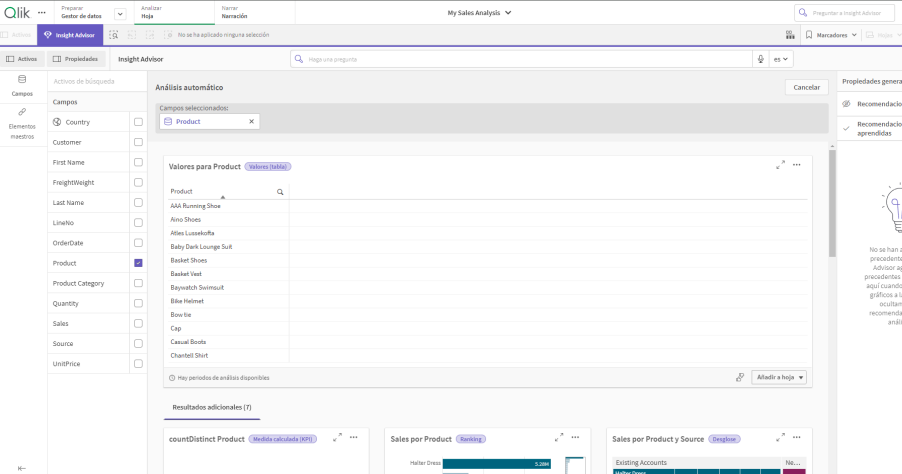 Qlik
Preparar
Gestor de datos
Analizar
Hoja
Narrar
Narración
My Sales Analysis
Preguntar a Insight Advisor
Activos
Insight Advisor
No se ha aplicado ninguna selección
Marcadores
Hojas
Activos
Propiedades
Insight Advisor
Haga una pregunta
es
Campos
Elementos
maestros
Activos de búsqueda
Campos
Country
Customer
First Name
FreightWeight
Last Name
LineNo
OrderDate
Product
Product Category
Quantity
Sales
Source
UnitPrice
Análisis automático
Cancelar
Campos seleccionados:
Product
Valores para Product
Valores (tabla)
Product
AAA Running Shoe
Aino Shoes
Atles Lussekofta
Baby Dark Lounge Suit
Basket Shoes
Basket Vest
Baywatch Swimsuit
Bike Helmet
Bow tie
Cap
Casual Boots
Chantell Shirt
Hay periodos de análisis disponibles
Añadir a hoja
Resultados adicionales (7)
countDistinct Product
Medida calculada (KPI)
Sales por Product
Ranking
Halter Dress
5.28M
Sales por Product y Source
Desglose
Existing Accounts
Ne...
Halter Dress
Propiedades genera
Recomendacio
Recomendacio
aprendidas
No se han a
precedente
Advisor ag
precedentes
aquí cuando
gráficos a l
ocultam
recomenda
anális